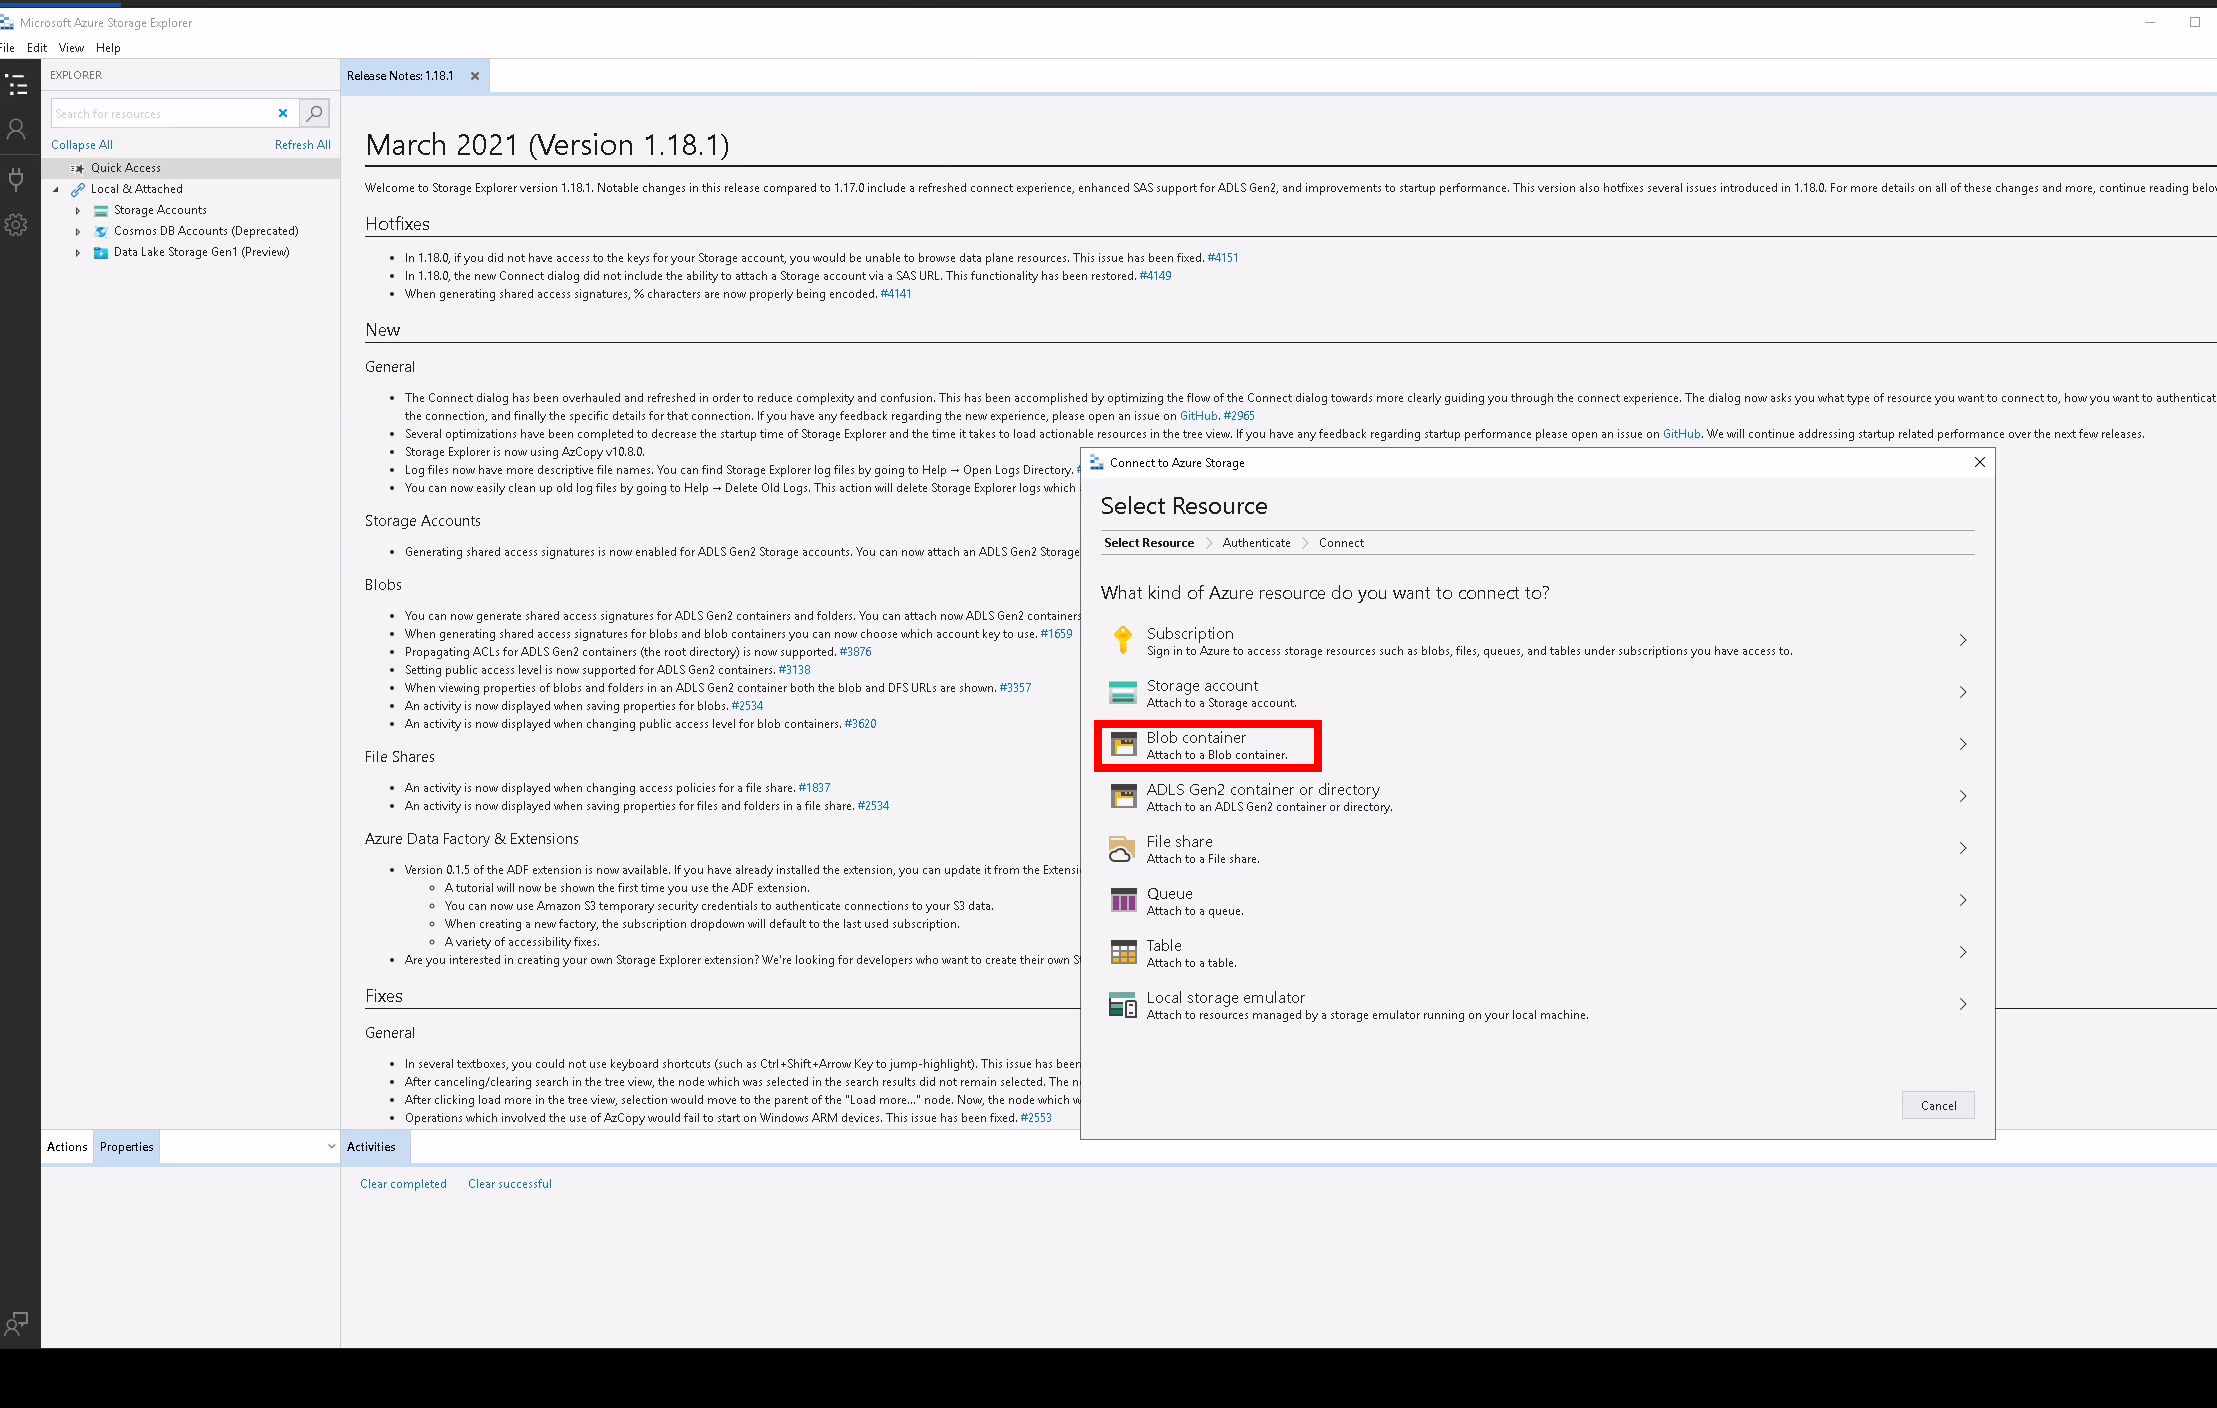 Microsoft Azure Storage Explorer
File Edit View Help
EXPLORER
Search for resources
Collapse All Refresh All
Quick Access
Local & Attached
Storage Accounts
Cosmos DB Accounts (Deprecated)
Data Lake Storage Gen1 (Preview)
Release Notes: 1.18.1
March 2021 (Version 1.18.1)
Welcome to Storage Explorer version 1.18.1. Notable changes in this release compared to 1.17.0 include a refreshed connect experience, enhanced SAS support for ADLS Gen2, and improvements to startup performance. This version also hotfixes several issues introduced in 1.18.0. For more details on all of these changes and more, continue reading below
Hotfixes
• In 1.18.0, if you did not have access to the keys for your Storage account, you would be unable to browse data plane resources. This issue has been fixed. #4151
• In 1.18.0, the new Connect dialog did not include the ability to attach a Storage account via a SAS URL. This functionality has been restored. #4149
• When generating shared access signatures, % characters are now properly being encoded. #4141
New
General
• The Connect dialog has been overhauled and refreshed in order to reduce complexity and confusion. This has been accomplished by optimizing the flow of the Connect dialog towards more clearly guiding you through the connect experience. The dialog now asks you what type of resource you want to connect to, how you want to authenticat
the connection, and finally the specific details for that connection. If you have any feedback regarding the new experience, please open an issue on GitHub. #2965
• Several optimizations have been completed to decrease the startup time of Storage Explorer and the time it takes to load actionable resources in the tree view. If you have any feedback regarding startup performance please open an issue on GitHub. We will continue addressing startup related performance over the next few releases.
• Storage Explorer is now using AzCopy v10.8.0.
• Log files now have more descriptive file names. You can find Storage Explorer log files by going to Help → Open Logs Directory. #
• You can now easily clean up old log files by going to Help → Delete Old Logs. This action will delete Storage Explorer logs which
Storage Accounts
• Generating shared access signatures is now enabled for ADLS Gen2 Storage accounts. You can now attach an ADLS Gen2 Storage
Blobs
• You can now generate shared access signatures for ADLS Gen2 containers and folders. You can attach now ADLS Gen2 containers
• When generating shared access signatures for blobs and blob containers you can now choose which account key to use. #1659
• Propagating ACLs for ADLS Gen2 containers (the root directory) is now supported. #3876
• Setting public access level is now supported for ADLS Gen2 containers. #3138
• When viewing properties of blobs and folders in an ADLS Gen2 container both the blob and DFS URLs are shown. #3357
• An activity is now displayed when saving properties for blobs. #2534
• An activity is now displayed when changing public access level for blob containers. #3620
File Shares
• An activity is now displayed when changing access policies for a file share. #1837
• An activity is now displayed when saving properties for files and folders in a file share. #2534
Azure Data Factory & Extensions
• Version 0.1.5 of the ADF extension is now available. If you have already installed the extension, you can update it from the Extensi
◦ A tutorial will now be shown the first time you use the ADF extension.
◦ You can now use Amazon S3 temporary security credentials to authenticate connections to your S3 data.
◦ When creating a new factory, the subscription dropdown will default to the last used subscription.
◦ A variety of accessibility fixes.
• Are you interested in creating your own Storage Explorer extension? We're looking for developers who want to create their own S
Fixes
General
• In several textboxes, you could not use keyboard shortcuts (such as Ctrl+Shift+Arrow Key to jump-highlight). This issue has been
• After canceling/clearing search in the tree view, the node which was selected in the search results did not remain selected. The n
• After clicking load more in the tree view, selection would move to the parent of the "Load more..." node. Now, the node which w
• Operations which involved the use of AzCopy would fail to start on Windows ARM devices. This issue has been fixed. #2553
Connect to Azure Storage
Select Resource
Select Resource Authenticate Connect
What kind of Azure resource do you want to connect to?
Subscription
Sign in to Azure to access storage resources such as blobs, files, queues, and tables under subscriptions you have access to.
Storage account
Attach to a Storage account.
Blob container
Attach to a Blob container.
ADLS Gen2 container or directory
Attach to an ADLS Gen2 container or directory.
File share
Attach to a File share.
Queue
Attach to a queue.
Table
Attach to a table.
Local storage emulator
Attach to resources managed by a storage emulator running on your local machine.
Cancel
Actions Properties
Activities
Clear completed Clear successful